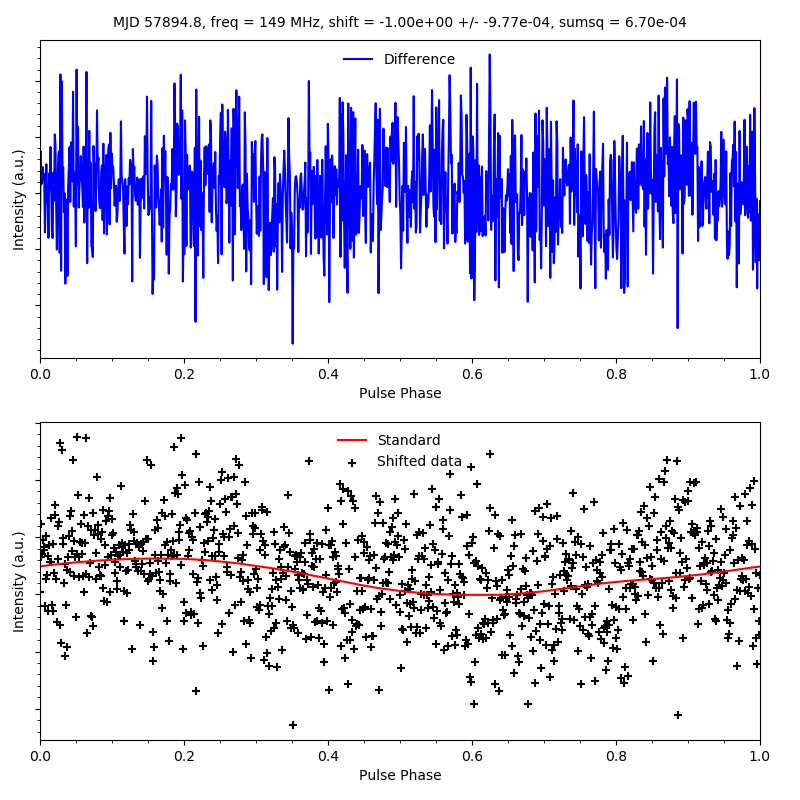 MJD 57894.8, freq = 149 MHz, shift = -1.00e+00 +/- -9.77e-04, sumsq = 6.70e-04
Difference
Intensity (a.u.)
0.0 0.2 0.4 0.6 0.8 1.0
Pulse Phase
Standard
Shifted data
Intensity (a.u.)
0.0 0.2 0.4 0.6 0.8 1.0
Pulse Phase